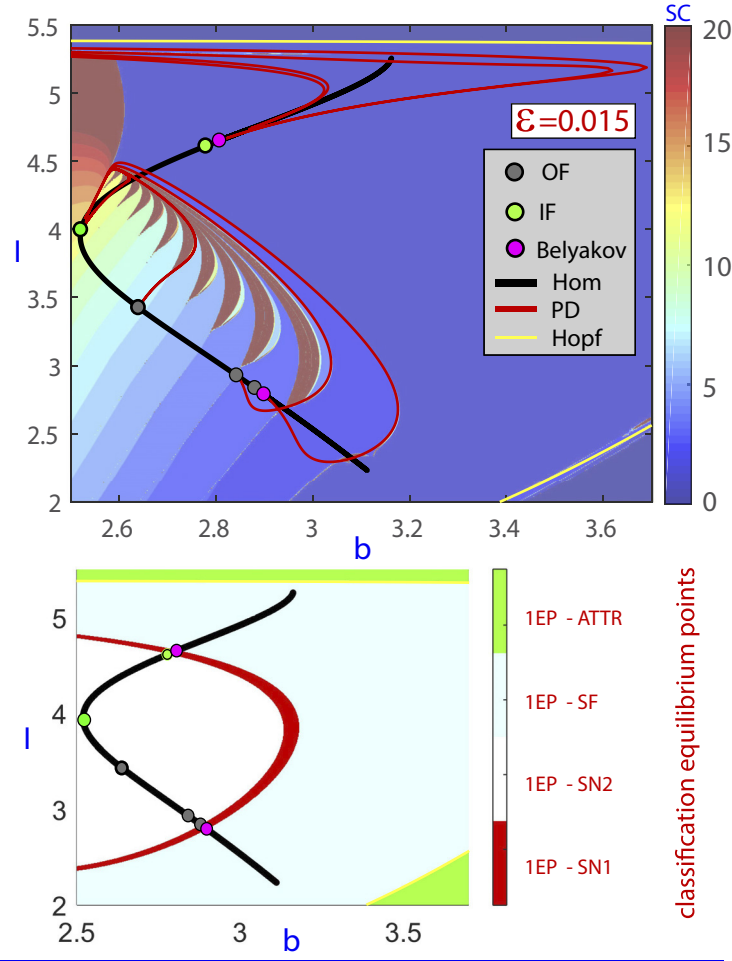 SC
5.5
5
4.5
4
3.5
3
2.5
2
I
2.6
2.8
3
3.2
3.4
3.6
b
20
15
10
5
0
ε=0.015
OF
IF
Belyakov
Hom
PD
Hopf
5
4
3
2
I
2.5
3
3.5
b
1EP - ATTR
1EP - SF
1EP - SN2
1EP - SN1
classification equilibrium points